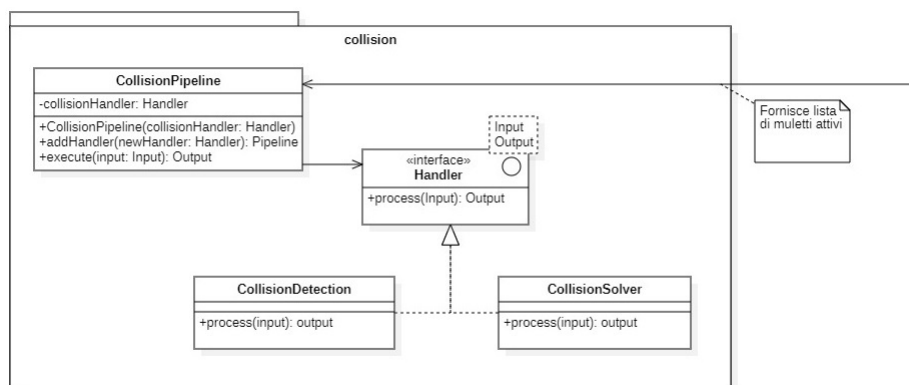 collision
CollisionPipeline
-collisionHandler: Handler
+CollisionPipeline(collisionHandler: Handler)
+addHandler(newHandler: Handler): Pipeline
+execute(input: Input): Output
Fornisce lista
di muletti attivi
Input
Output
«interface»
Handler
+process(Input): Output
CollisionDetection
+process(input): output
CollisionSolver
+process(input): output